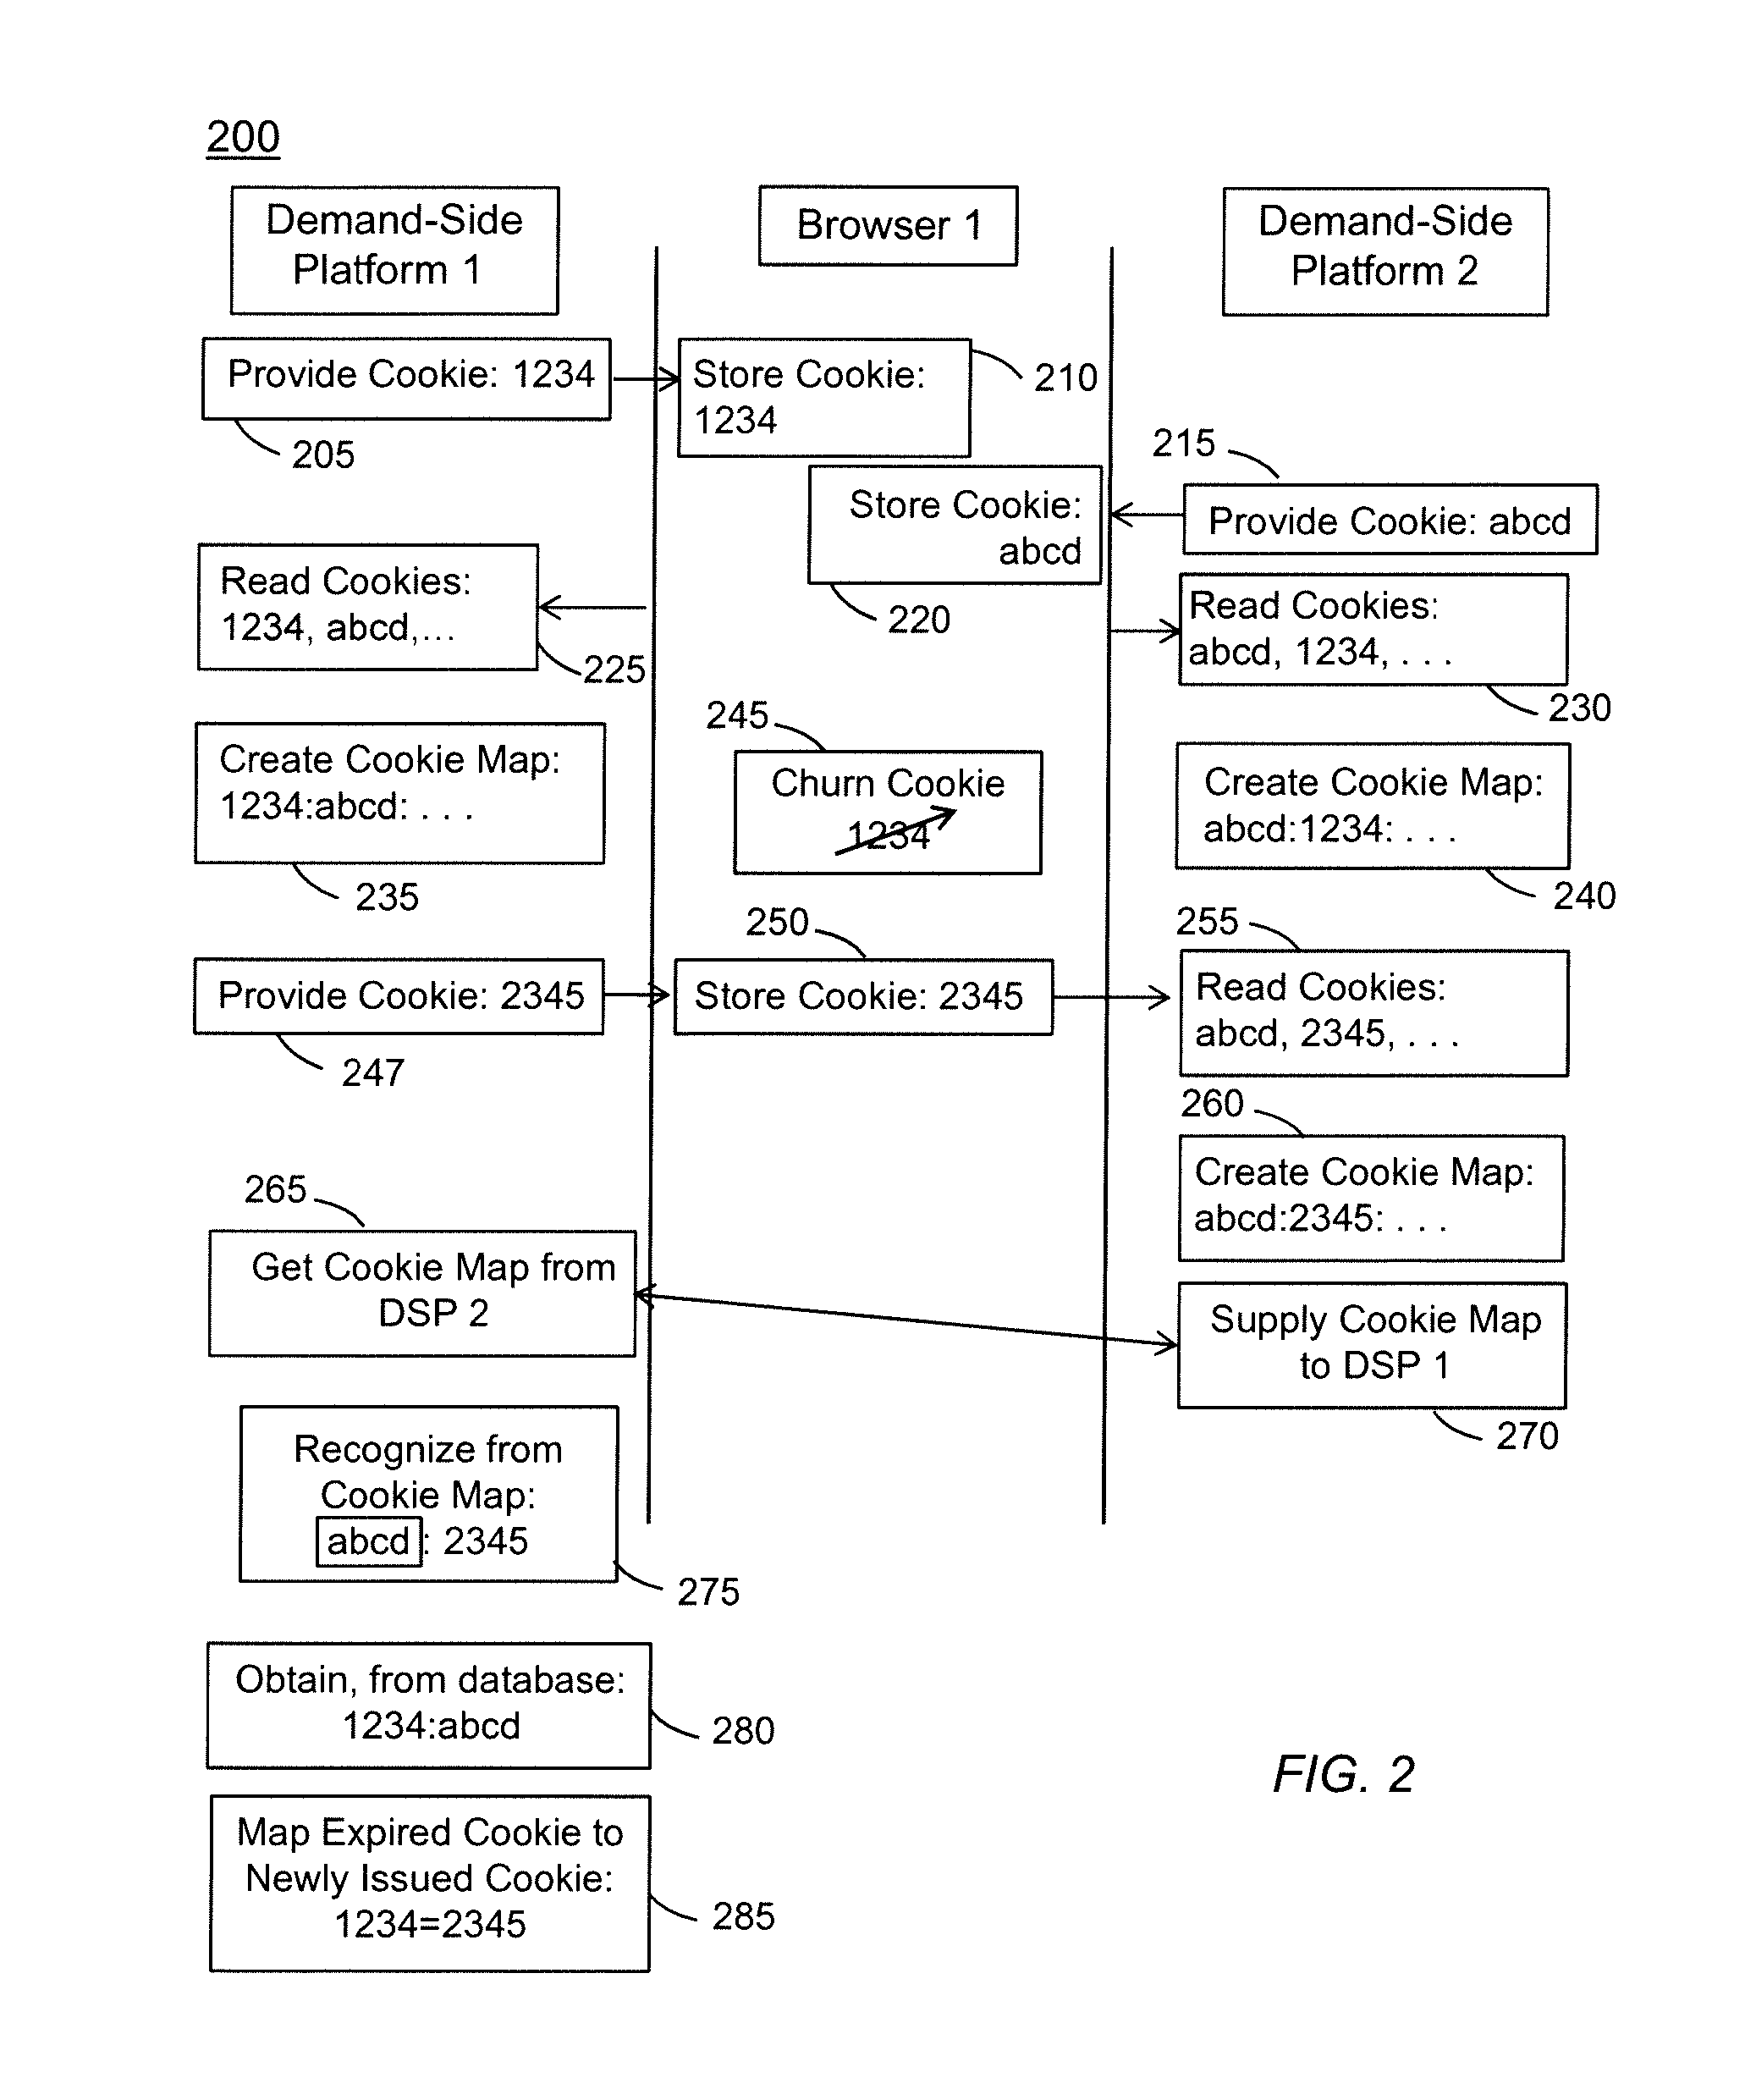 200
Demand-Side
Platform 1
Browser 1
Demand-Side
Platform 2
Provide Cookie: 1234
205
Store Cookie:
1234
210
215
Provide Cookie: abcd
Store Cookie:
abcd
220
Read Cookies:
1234, abcd,...
225
Read Cookies:
abcd, 1234, . . .
230
Create Cookie Map:
1234:abcd: . . .
235
245
Churn Cookie
1234
Create Cookie Map:
abcd:1234: . . .
240
Provide Cookie: 2345
247
250
Store Cookie: 2345
255
Read Cookies:
abcd, 2345, . . .
260
Create Cookie Map:
abcd:2345: . . .
265
Get Cookie Map from
DSP 2
Supply Cookie Map
to DSP 1
270
Recognize from
Cookie Map:
abcd : 2345
275
Obtain, from database:
1234:abcd
280
Map Expired Cookie to
Newly Issued Cookie:
1234=2345
285
FIG. 2